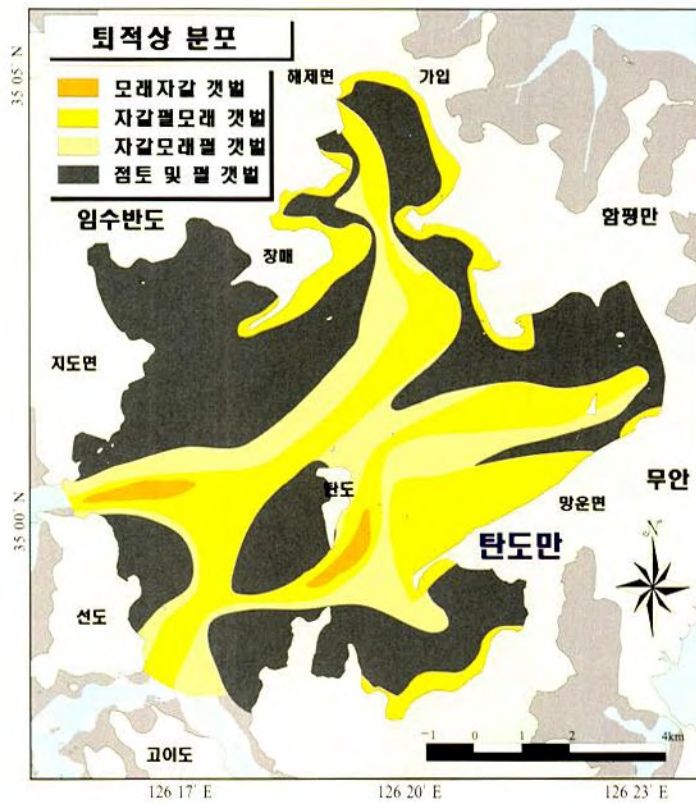 퇴적상 분포
모래자갈 갯벌
자갈펄모래 갯벌
자갈모래펄 갯벌
점토 및 펄 갯벌
해제면
가입
임수반도
함평만
장매
지도면
탄도
무안
망운면
탄도만
N
선도
고이도
-1 0 1 2 4km
35 05' N
35 00' N
126 17' E
126 20' E
126 23' E